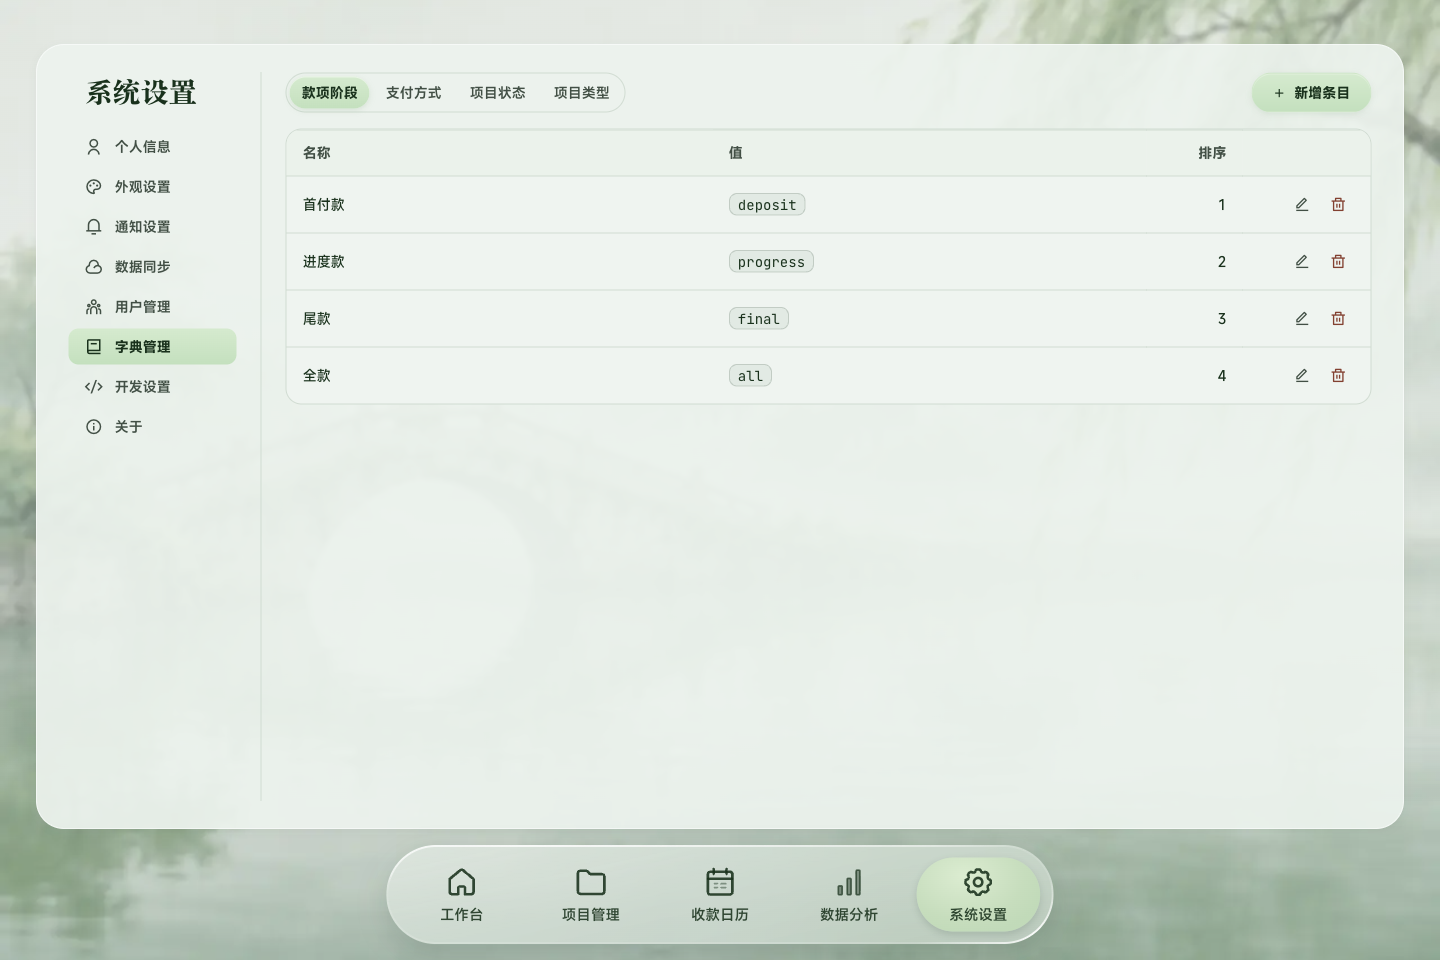 系统设置
个人信息
外观设置
通知设置
数据同步
用户管理
字典管理
开发设置
关于
款项阶段 支付方式 项目状态 项目类型
+ 新增条目
名称 值 排序
首付款 deposit 1
进度款 progress 2
尾款 final 3
全款 all 4
工作台 项目管理 收款日历 数据分析 系统设置